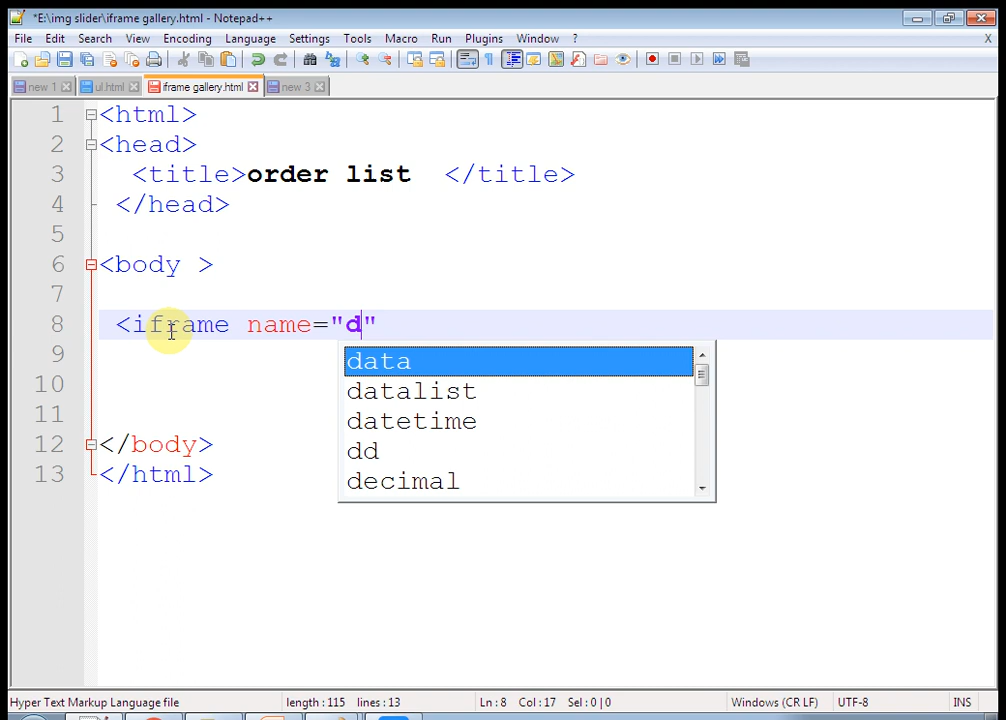 *E:\img slider\iframe gallery.html - Notepad++
File Edit Search View Encoding Language Settings Tools Macro Run Plugins Window ? X
new 1 ul.html iframe gallery.html new 3
1 <html>
2 <head>
3 <title>order list </title>
4 </head>
5
6 <body >
7
8 <iframe name="d"
9
10
11
12 </body>
13 </html>
data
datalist
datetime
dd
decimal
Hyper Text Markup Language file length : 115 lines : 13 Ln : 8 Col : 17 Sel : 0 | 0 Windows (CR LF) UTF-8 INS